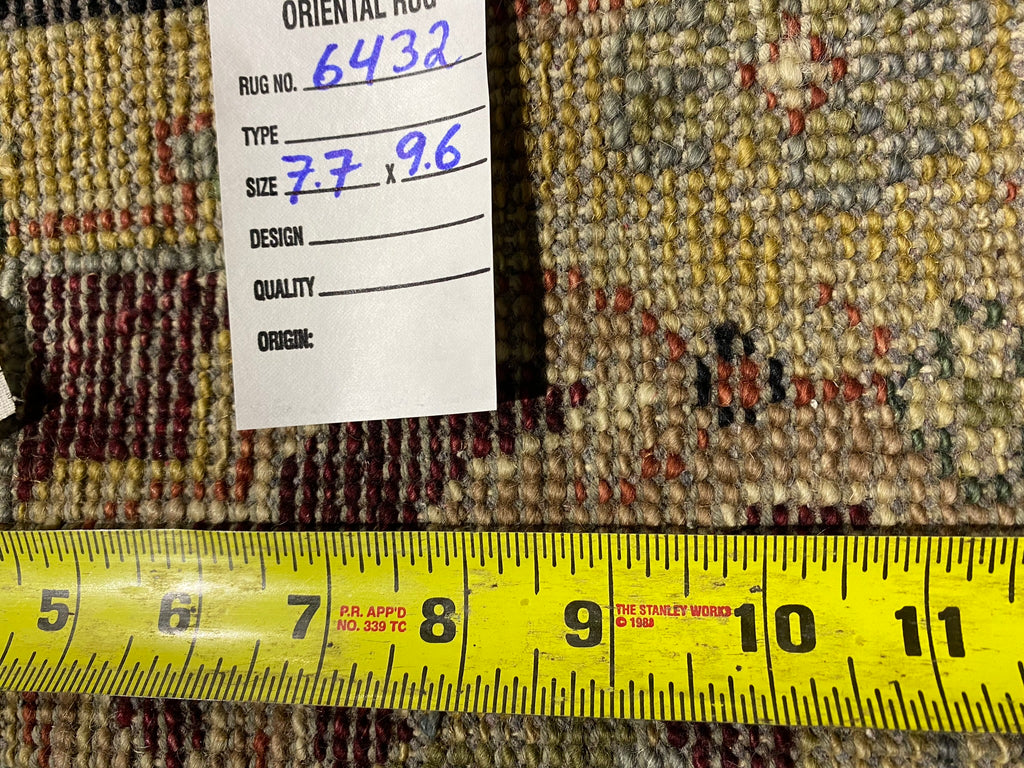 ORIENTAL RUG
RUG NO. 6432
TYPE
SIZE 7.7 X 9.6
DESIGN
QUALITY
ORIGIN:
5 6 7 P.R. APP'D 8 9 THE STANLEY WORKS 10 11
NO. 339 TC © 1989